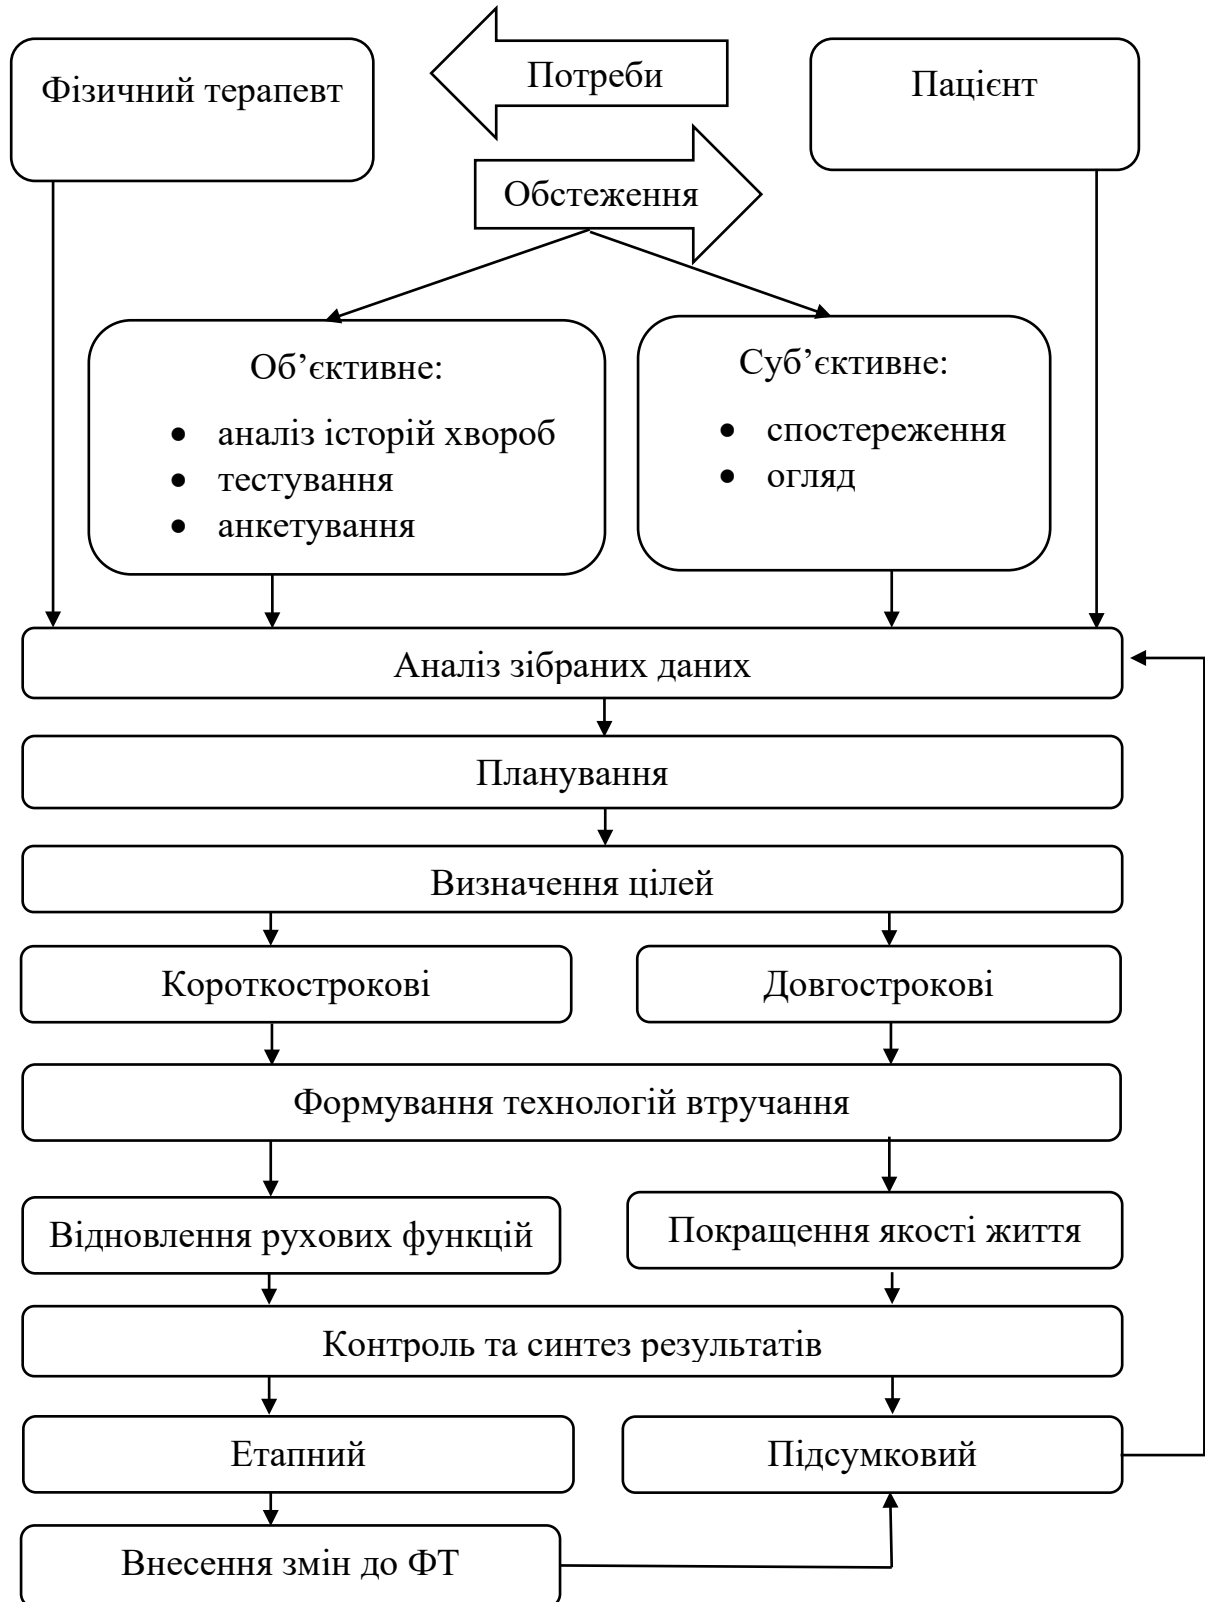 Фізичний терапевт
Потреби
Пацієнт
Обстеження
Об’єктивне:
• аналіз історій хвороб
• тестування
• анкетування
Суб’єктивне:
• спостереження
• огляд
Аналіз зібраних даних
Планування
Визначення цілей
Короткострокові
Довгострокові
Формування технологій втручання
Відновлення рухових функцій
Покращення якості життя
Контроль та синтез результатів
Етапний
Підсумковий
Внесення змін до ФТ